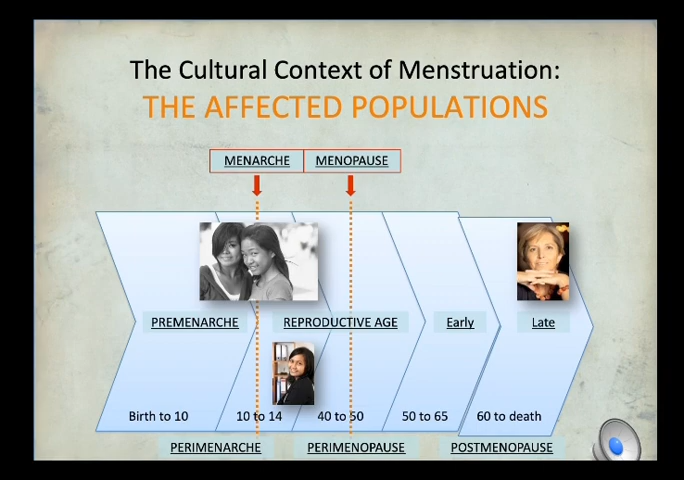 The Cultural Context of Menstruation:
THE AFFECTED POPULATIONS
MENARCHE MENOPAUSE
PREMENARCHE REPRODUCTIVE AGE Early Late
Birth to 10 10 to 14 40 to 50 50 to 65 60 to death
PERIMENARCHE PERIMENOPAUSE POSTMENOPAUSE